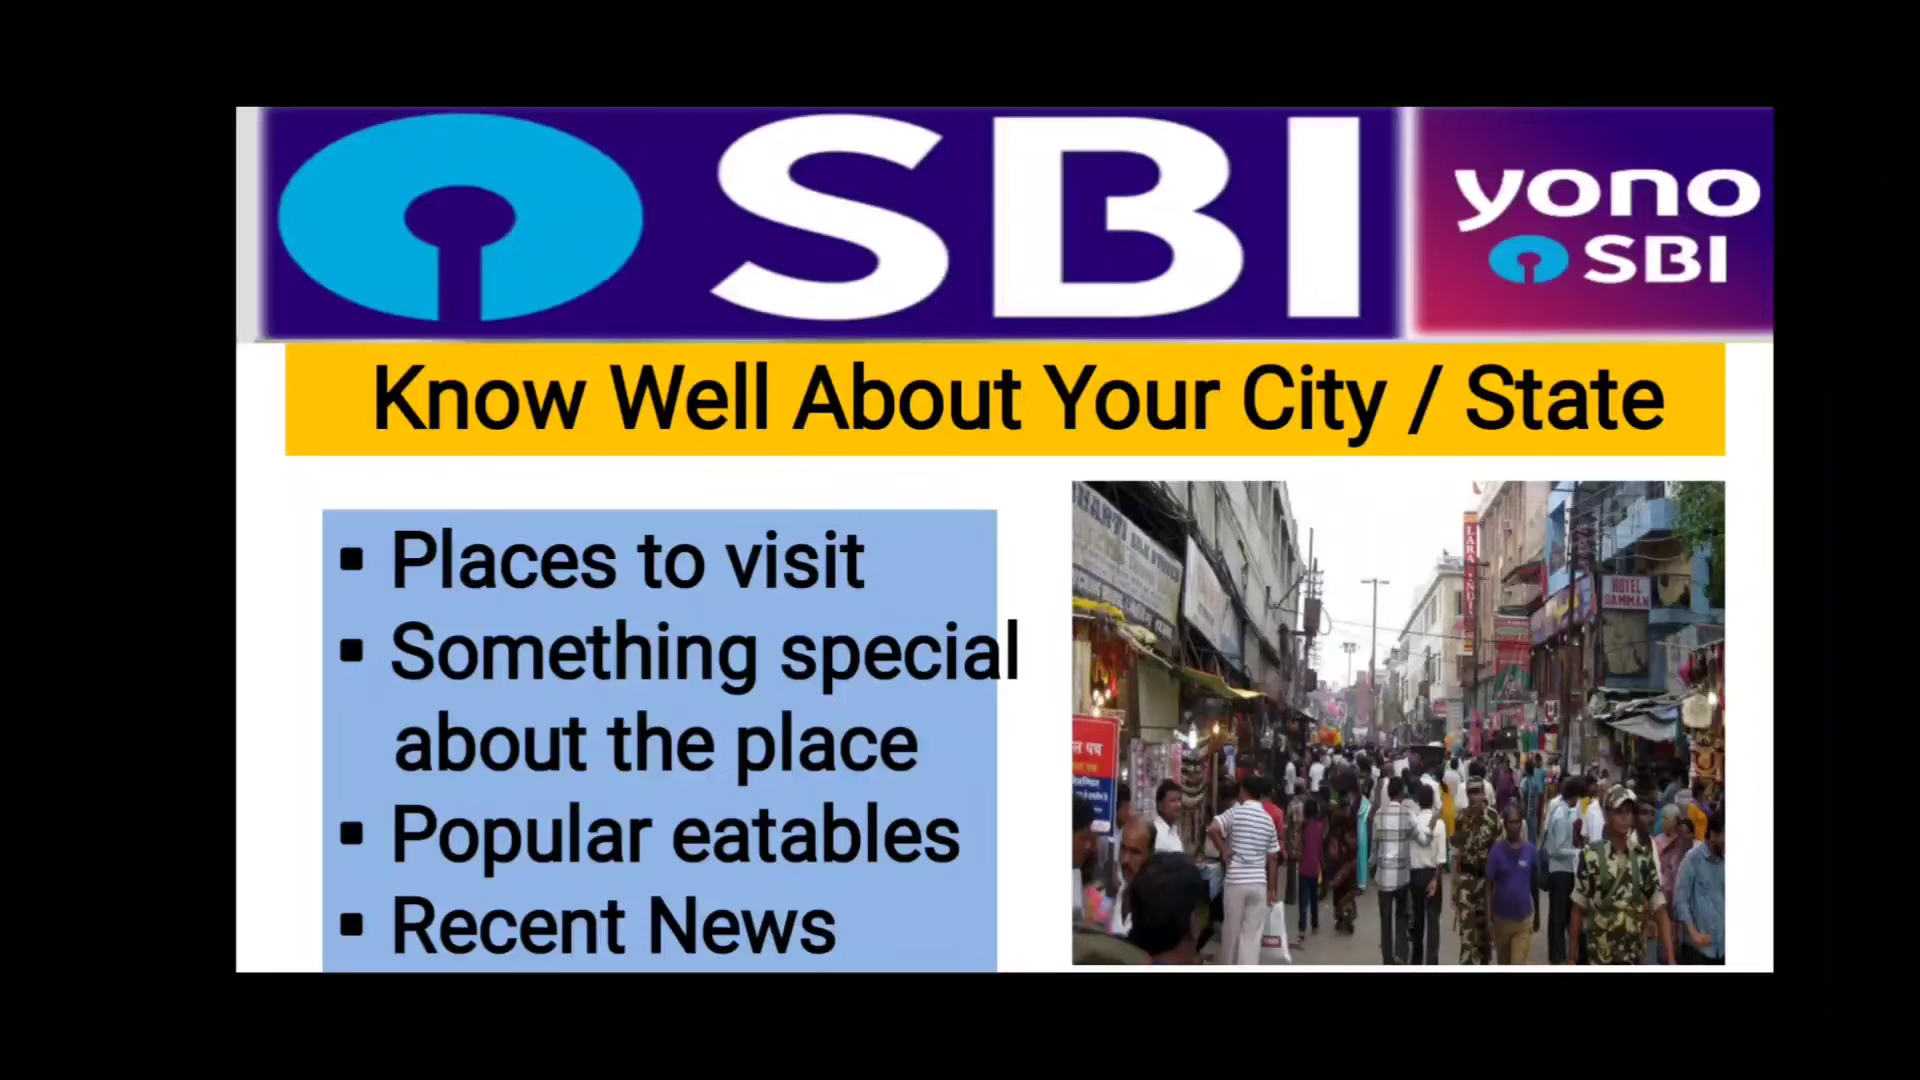 SBI
yono
SBI
Know Well About Your City / State
▪ Places to visit
▪ Something special
about the place
▪ Popular eatables
▪ Recent News
BHARTI
HOTEL